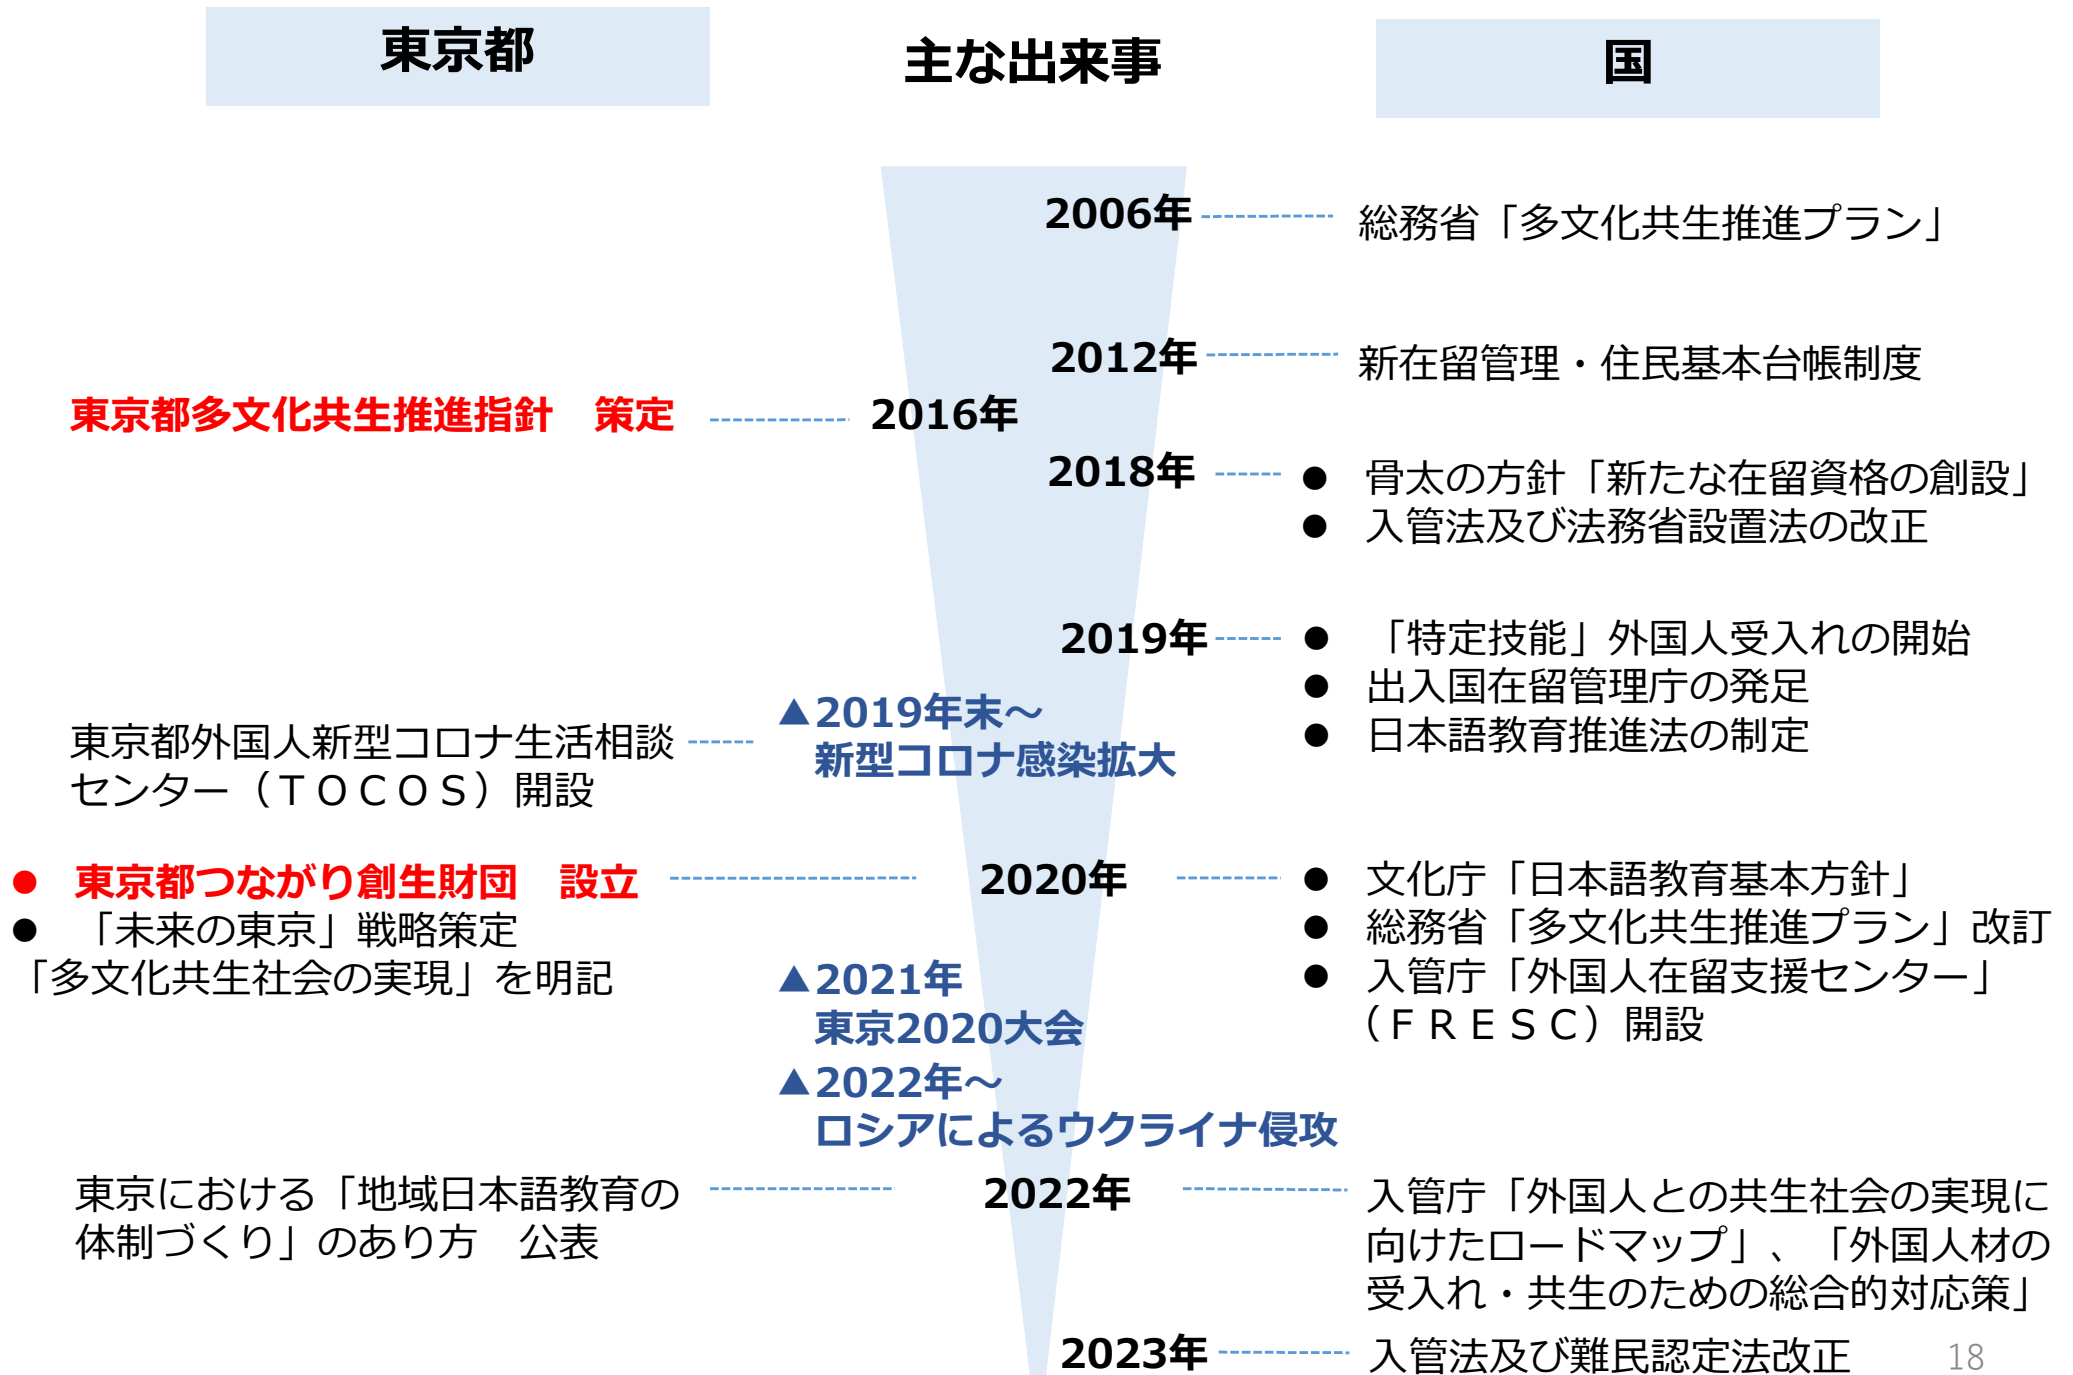 東京都
主な出来事
国
2006年
総務省「多文化共生推進プラン」
2012年
新在留管理・住民基本台帳制度
東京都多文化共生推進指針　策定
2016年
2018年
● 骨太の方針「新たな在留資格の創設」
● 入管法及び法務省設置法の改正
2019年
● 「特定技能」外国人受入れの開始
● 出入国在留管理庁の発足
● 日本語教育推進法の制定
▲2019年末～
新型コロナ感染拡大
東京都外国人新型コロナ生活相談
センター（ＴＯＣＯＳ）開設
● 東京都つながり創生財団　設立
● 「未来の東京」戦略策定
「多文化共生社会の実現」を明記
2020年
● 文化庁「日本語教育基本方針」
● 総務省「多文化共生推進プラン」改訂
● 入管庁「外国人在留支援センター」
（ＦＲＥＳＣ）開設
▲2021年
東京2020大会
▲2022年～
ロシアによるウクライナ侵攻
東京における「地域日本語教育の
体制づくり」のあり方　公表
2022年
入管庁「外国人との共生社会の実現に
向けたロードマップ」、「外国人材の
受入れ・共生のための総合的対応策」
2023年
入管法及び難民認定法改正
18